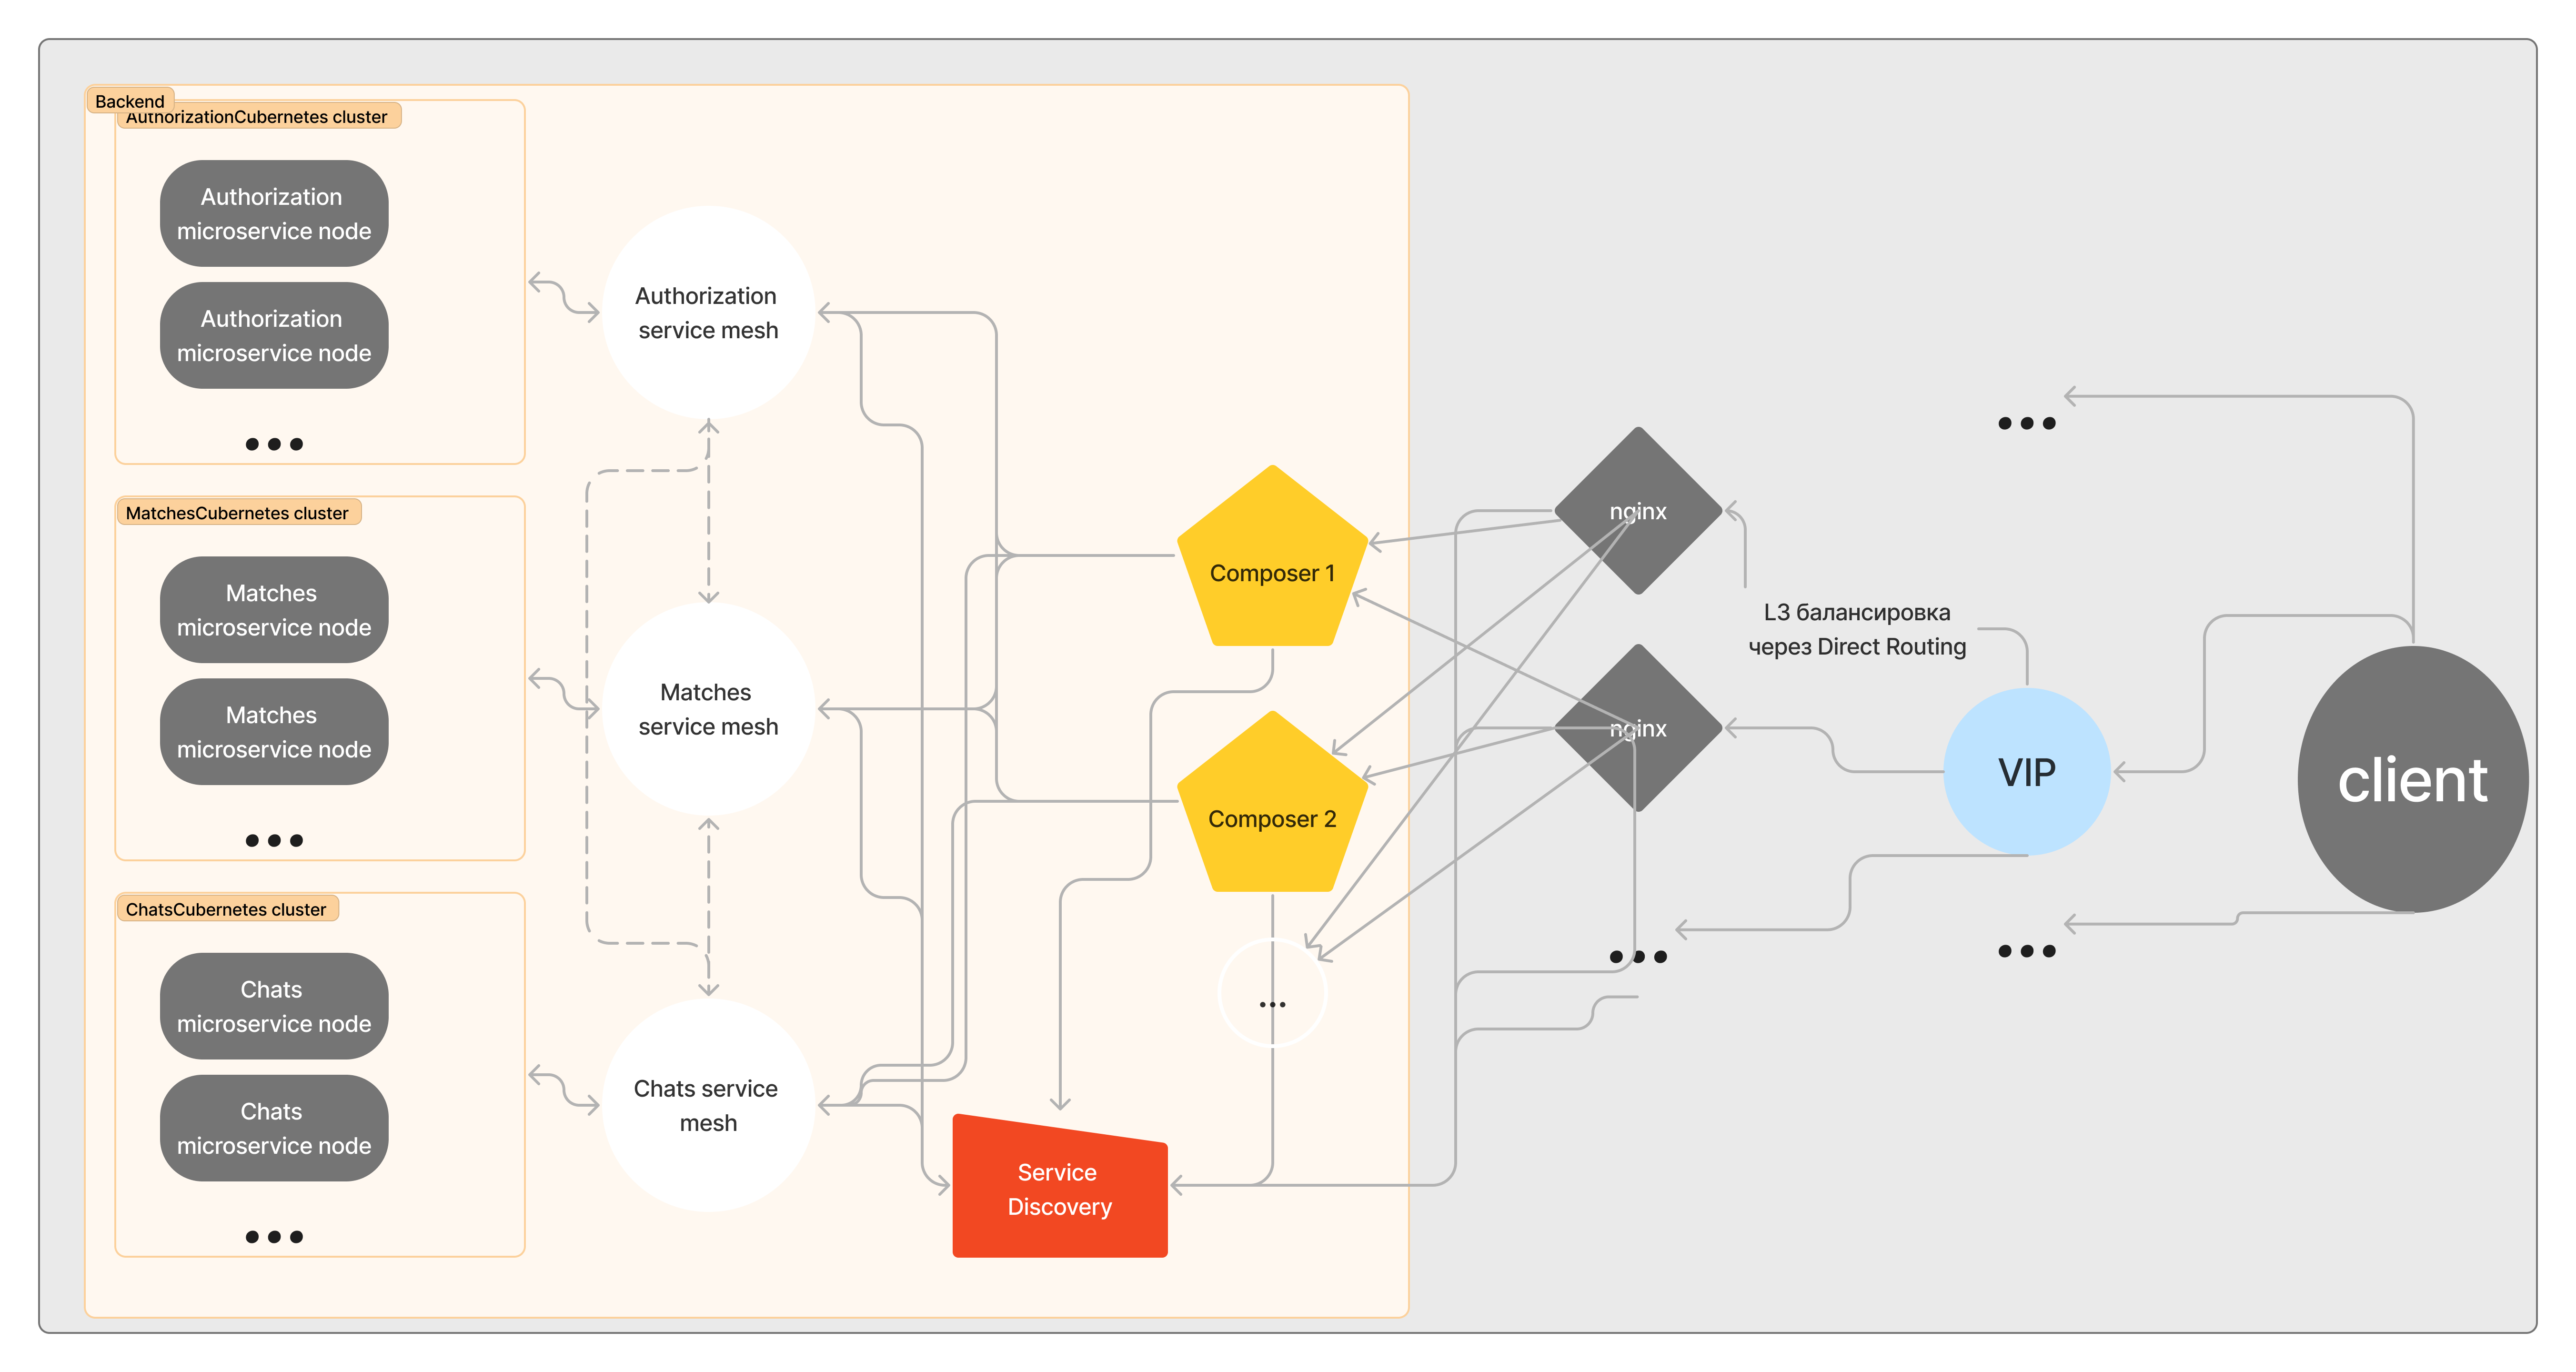 Backend
AuthorizationCubernetes cluster
Authorization
microservice node
Authorization
microservice node
•••
MatchesCubernetes cluster
Matches
microservice node
Matches
microservice node
•••
ChatsCubernetes cluster
Chats
microservice node
Chats
microservice node
•••
Authorization
service mesh
Matches
service mesh
Chats service
mesh
Composer 1
Composer 2
...
Service
Discovery
nginx
nginx
•••
L3 балансировка
через Direct Routing
•••
VIP
•••
client